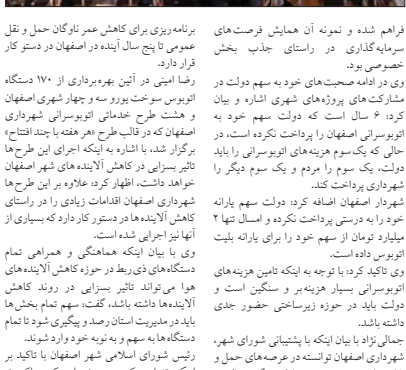 فراهم شده و نمونه آن همایش فرصت‌های
سرمایه‌گذاری در راستای جذب بخش
خصوصی بود.
وی در ادامه صحبت‌های خود به سهم دولت در
مشارکت‌های پروژه‌های شهری اشاره و بیان
کرد: ۶ سال است که دولت سهم خود به
اتوبوسرانی اصفهان را پرداخت نکرده است، در
حالی که یک‌سوم هزینه‌های اتوبوسرانی را باید
دولت، یک سوم را مردم و یک سوم دیگر را
شهرداری پرداخت کند.
شهردار اصفهان اضافه کرد: دولت سهم یارانه
خود را به درستی پرداخت نکرده و امسال تنها ۲
میلیارد تومان از سهم خود را برای یارانه بلیت
اتوبوس داده است.
وی تاکید کرد: با توجه به اینکه تامین هزینه‌های
اتوبوسرانی بسیار هزینه‌بر و سنگین است و
دولت باید در حوزه زیرساختی حضور جدی
داشته باشد.
جمالی‌نژاد با بیان اینکه با پشتیبانی شورای شهر،
شهرداری اصفهان توانسته در عرصه‌های حمل و
برنامه‌ریزی برای کاهش عمر ناوگان حمل و نقل
عمومی تا پنج سال آینده در اصفهان در دستو کار
قرار دارد.
رضا امینی در آئین بهره‌برداری از ۱۷۰ دستگاه
اتوبوس سوخت یورو سه و چهار شهری اصفهان
و هشت طرح خدماتی اتوبوسرانی شهرداری
اصفهان که در قالب طرح «هر هفته با چند افتتاح»
برگزار شد، با اشاره به اینکه اجرای این طرح‌ها
تاثیر بسزایی در کاهش آلاینده های شهر اصفهان
خواهد داشت، اظهار کرد: علاوه بر این طرح‌ها
شهرداری اصفهان اقدامات زیادی را در راستای
کاهش آلاینده‌ها در دستور کار دارد که بسیاری از
آنها نیز اجرایی شده است.
وی با بیان اینکه هماهنگی و همراهی تمام
دستگاه‌های ذی‌ربط در حوزه کاهش آلاینده‌های
هوا می‌تواند تاثیر بسزایی در روند کاهش
آلاینده‌ها داشته باشد، گفت: سهم تمام بخش‌ها
باید در مدیریت استان رصد و پیگیری شود تا تمام
دستگاه‌ها به سهم و به نوبه خود وارد شوند.
رئیس شورای اسلامی شهر اصفهان با تاکید بر